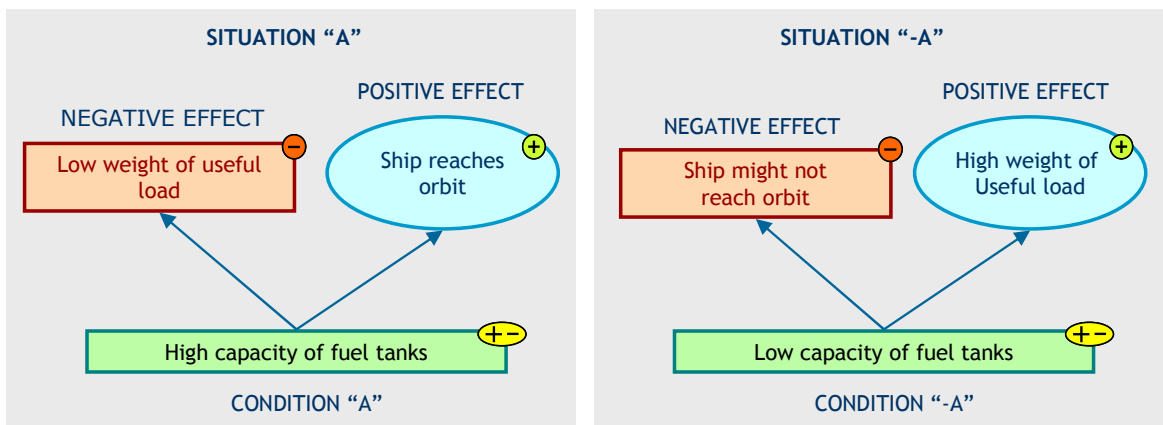 SITUATION “A”
POSITIVE EFFECT
NEGATIVE EFFECT
−
+
Low weight of useful
load
Ship reaches
orbit
+−
High capacity of fuel tanks
CONDITION “A”
SITUATION “-A”
POSITIVE EFFECT
NEGATIVE EFFECT
−
+
Ship might not
reach orbit
High weight of
Useful load
+−
Low capacity of fuel tanks
CONDITION “-A”